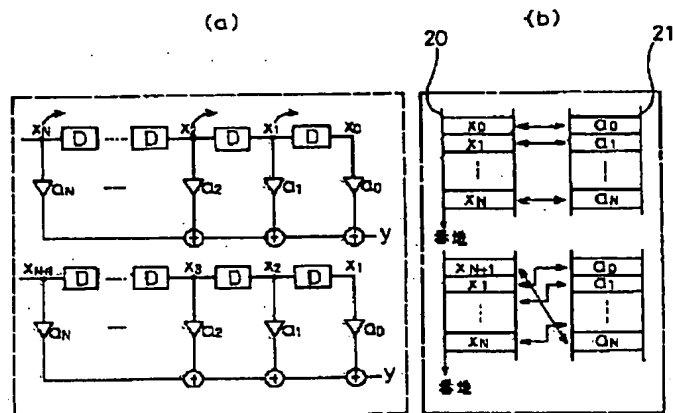 (a)
(b)
20
21
xN D D x2 D x1 D x0
aN a2 a1 a0
+ + + y
xN+1 D D x3 D x2 D x1
aN a2 a1 a0
+ + + y
x0 a0
x1 a1
xN aN
番地
xN+1 a0
x1 a1
xN aN
番地